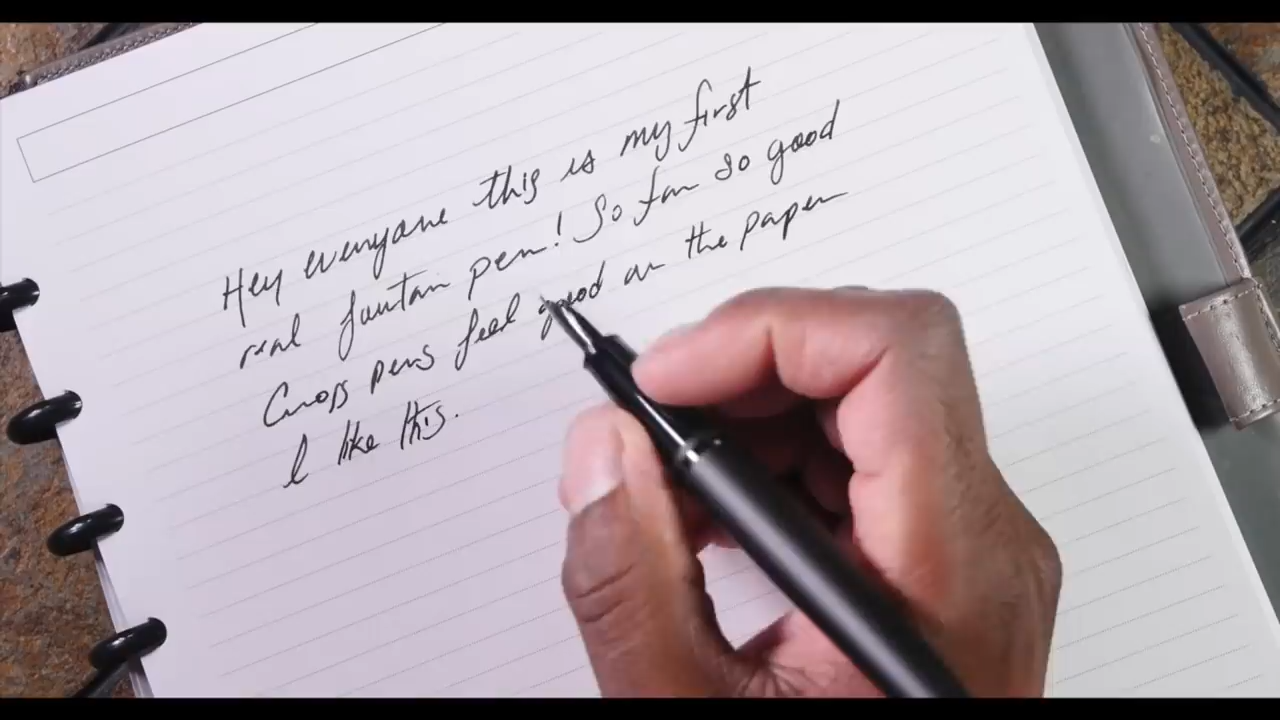 Hey everyone this is my first
real fountain pen! So far so good
Cross pens feel good on the paper
I like this.